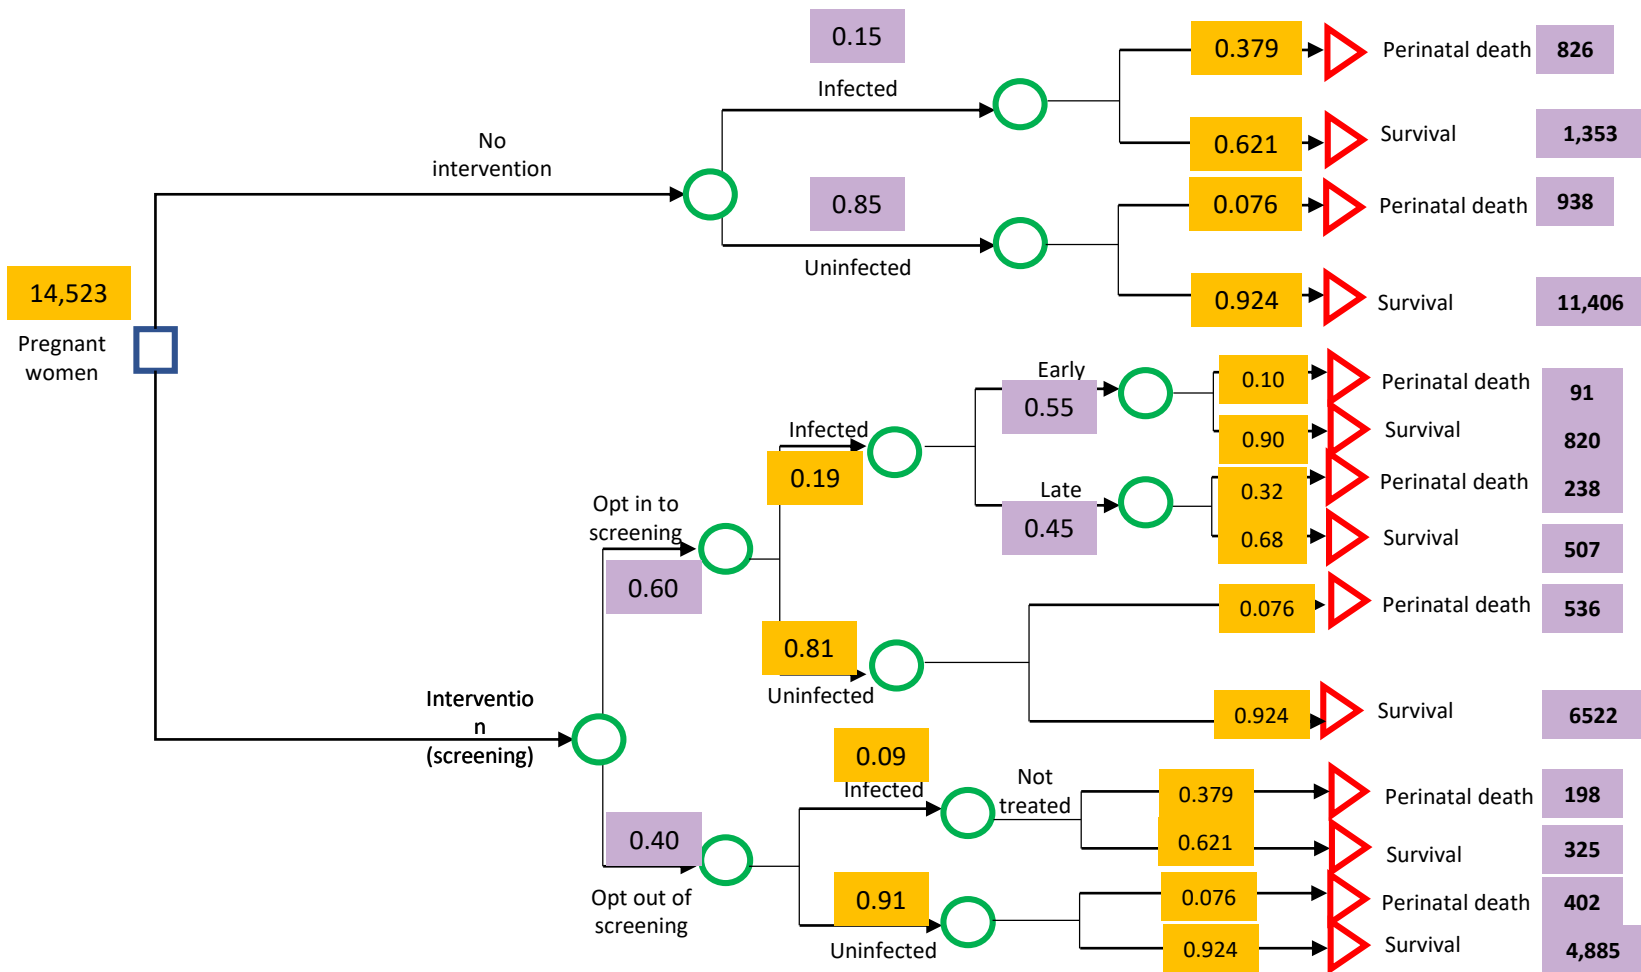 0.15
Infected
0.379
Perinatal death
826
0.621
Survival
1,353
No
intervention
0.85
Uninfected
0.076
Perinatal death
938
0.924
Survival
11,406
14,523
Pregnant
women
Early
0.55
0.10
Perinatal death
91
0.90
Survival
820
Infected
0.19
Late
0.45
0.32
Perinatal death
238
0.68
Survival
507
Opt in to
screening
0.60
0.81
Uninfected
0.076
Perinatal death
536
0.924
Survival
6522
Interventio
n
(screening)
0.09
Infected
Not
treated
0.379
Perinatal death
198
0.621
Survival
325
0.40
Opt out of
screening
0.91
Uninfected
0.076
Perinatal death
402
0.924
Survival
4,885